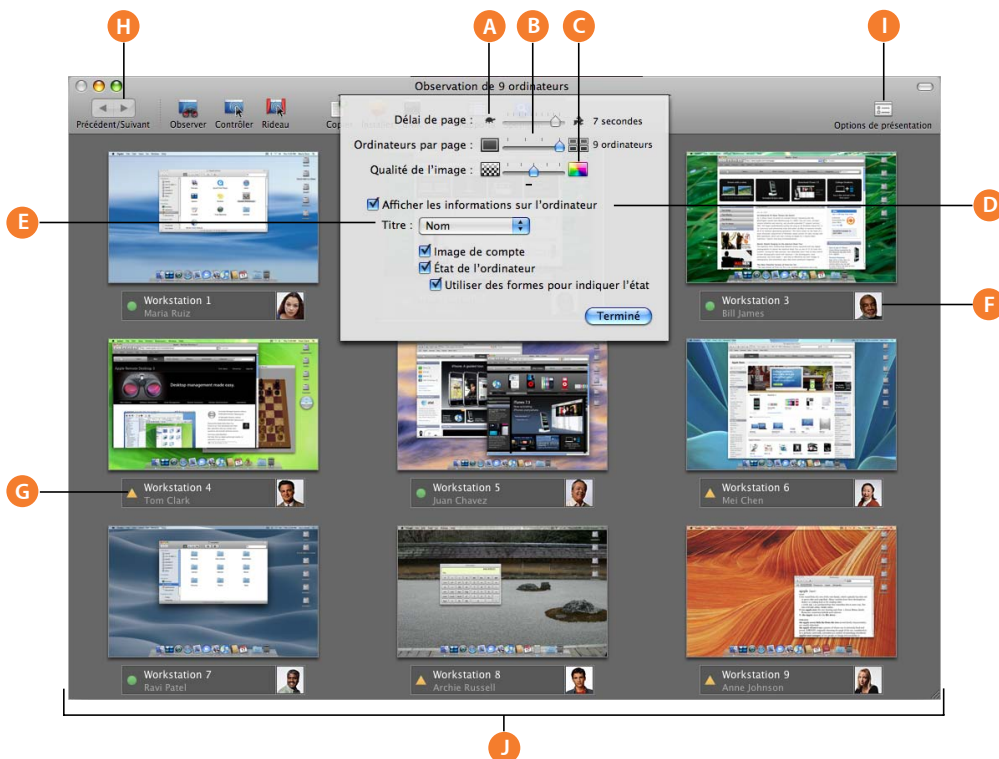 H
A
B
C
I
Observation de 9 ordinateurs
Précédent/Suivant
Observer
Contrôler
Rideau
Options de présentation
Délai de page :
7 secondes
Ordinateurs par page :
9 ordinateurs
Qualité de l'image :
Afficher les informations sur l'ordinateur
D
E
Titre :
Nom
Image de compte
État de l'ordinateur
Utiliser des formes pour indiquer l'état
Terminé
Workstation 1
Maria Ruiz
Workstation 3
Bill James
F
Desktop management made easy.
G
Workstation 4
Tom Clark
Workstation 5
Juan Chavez
Workstation 6
Mei Chen
Workstation 7
Ravi Patel
Workstation 8
Archie Russell
Workstation 9
Anne Johnson
J